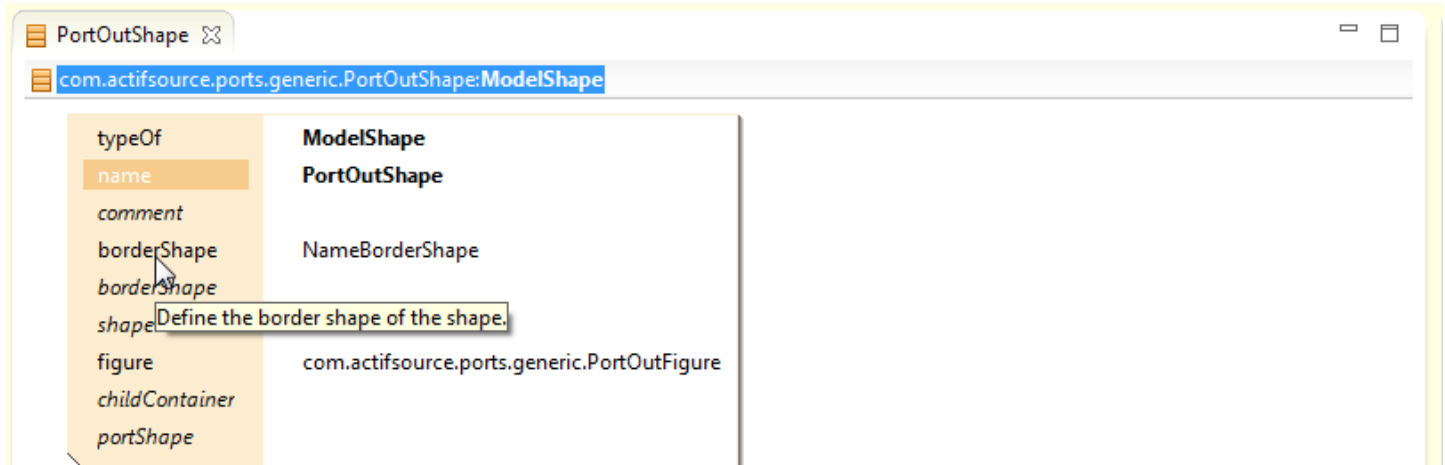 PortOutShape
com.actifsource.ports.generic.PortOutShape:ModelShape
typeOf ModelShape
name PortOutShape
comment
borderShape NameBorderShape
borderShape
shape
Define the border shape of the shape.
figure com.actifsource.ports.generic.PortOutFigure
childContainer
portShape